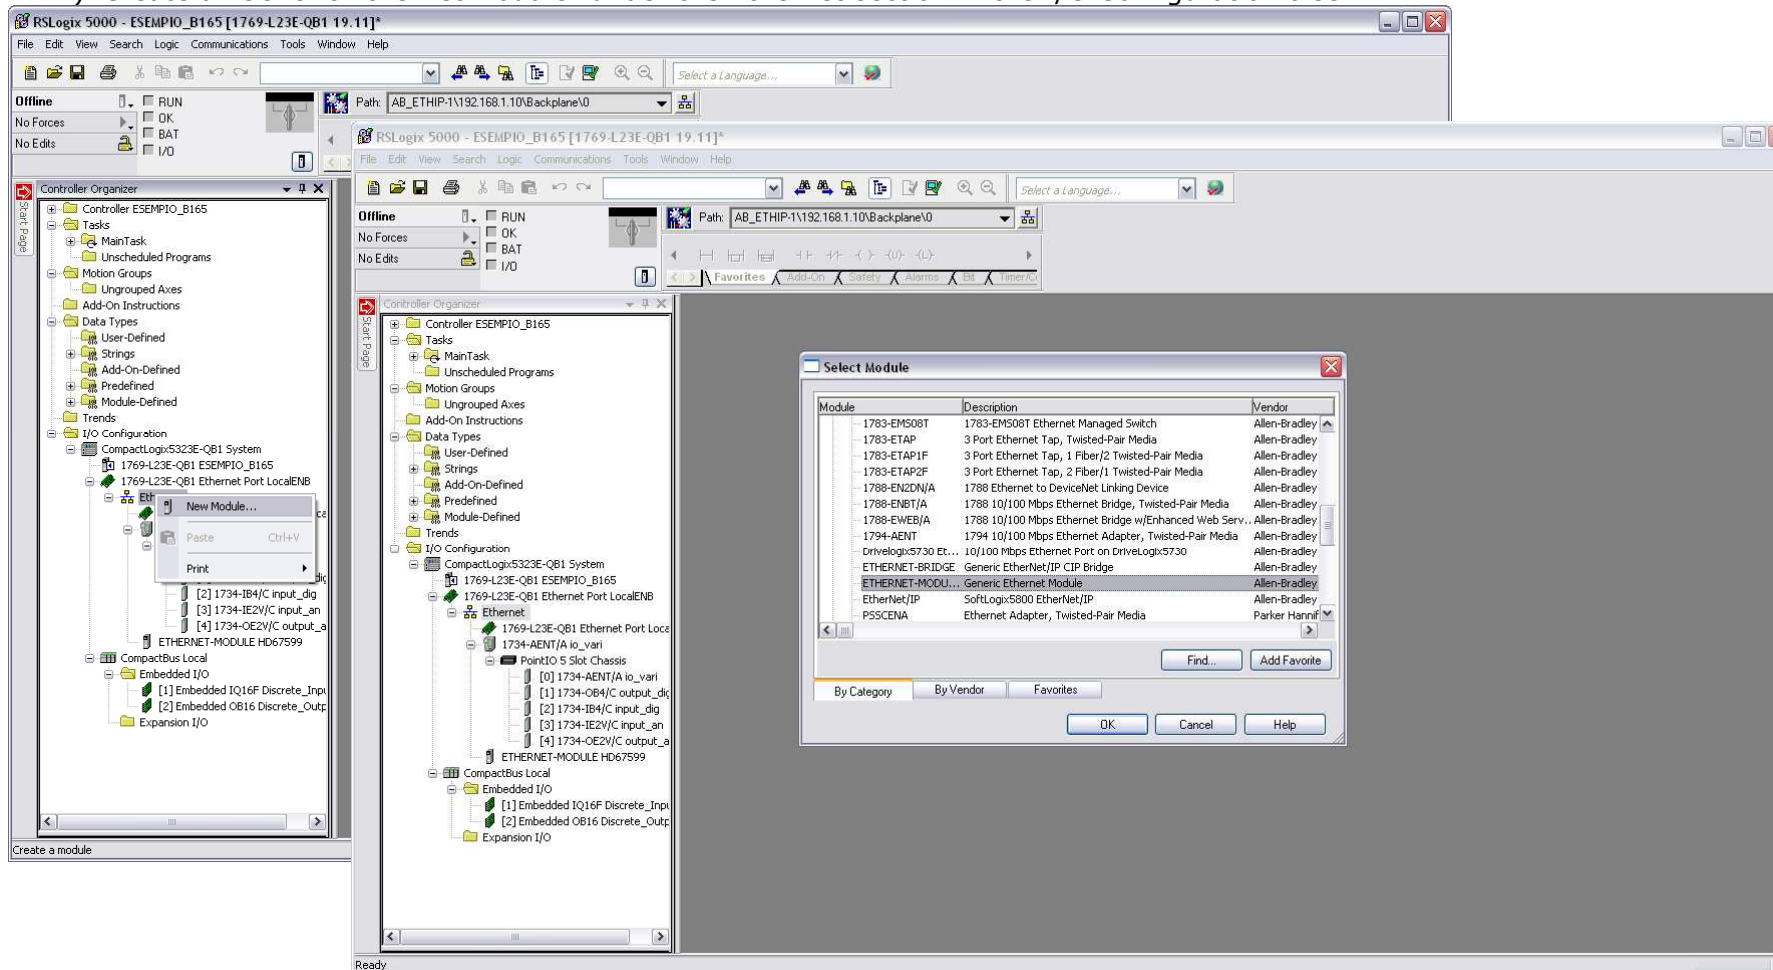 RSLogix 5000 - ESEMPIO_B165 [1769-L23E-QB1 19.11]*
File Edit View Search Logic Communications Tools Window Help
Select a Language...
Offline
RUN
Path: AB_ETHIP-1\192.168.1.10\Backplane\0
No Forces
OK
BAT
No Edits
I/O
Controller Organizer
Start Page
Controller ESEMPIO_B165
Tasks
MainTask
Unscheduled Programs
Motion Groups
Ungrouped Axes
Add-On Instructions
Data Types
User-Defined
Strings
Add-On-Defined
Predefined
Module-Defined
Trends
I/O Configuration
CompactLogix5323E-QB1 System
1769-L23E-QB1 ESEMPIO_B165
1769-L23E-QB1 Ethernet Port LocalENB
New Module...
Paste Ctrl+V
Print
[2] 1734-IB4/C input_dig
[3] 1734-IE2V/C input_an
[4] 1734-OE2V/C output_a
ETHERNET-MODULE HD67599
CompactBus Local
Embedded I/O
[1] Embedded IQ16F Discrete_Inpu
[2] Embedded OB16 Discrete_Outp
Expansion I/O
Create a module
RSLogix 5000 - ESEMPIO_B165 [1769-L23E-QB1 19.11]*
File Edit View Search Logic Communications Tools Window Help
Select a Language...
Offline
RUN
Path: AB_ETHIP-1\192.168.1.10\Backplane\0
No Forces
OK
BAT
No Edits
I/O
Favorites Add-On Safety Alarms Bit Timer/C
Controller Organizer
Start Page
Controller ESEMPIO_B165
Tasks
MainTask
Unscheduled Programs
Motion Groups
Ungrouped Axes
Add-On Instructions
Data Types
User-Defined
Strings
Add-On-Defined
Predefined
Module-Defined
Trends
I/O Configuration
CompactLogix5323E-QB1 System
1769-L23E-QB1 ESEMPIO_B165
1769-L23E-QB1 Ethernet Port LocalENB
Ethernet
1769-L23E-QB1 Ethernet Port Loca
1734-AENT/A io_vari
PointIO 5 Slot Chassis
[0] 1734-AENT/A io_vari
[1] 1734-OB4/C output_dig
[2] 1734-IB4/C input_dig
[3] 1734-IE2V/C input_an
[4] 1734-OE2V/C output_a
ETHERNET-MODULE HD67599
CompactBus Local
Embedded I/O
[1] Embedded IQ16F Discrete_Inpu
[2] Embedded OB16 Discrete_Outp
Expansion I/O
Ready
Select Module
Module Description Vendor
1783-EMS08T 1783-EMS08T Ethernet Managed Switch Allen-Bradley
1783-ETAP 3 Port Ethernet Tap, Twisted-Pair Media Allen-Bradley
1783-ETAP1F 3 Port Ethernet Tap, 1 Fiber/2 Twisted-Pair Media Allen-Bradley
1783-ETAP2F 3 Port Ethernet Tap, 2 Fiber/1 Twisted-Pair Media Allen-Bradley
1788-EN2DN/A 1788 Ethernet to DeviceNet Linking Device Allen-Bradley
1788-ENBT/A 1788 10/100 Mbps Ethernet Bridge, Twisted-Pair Media Allen-Bradley
1788-EWEB/A 1788 10/100 Mbps Ethernet Bridge w/Enhanced Web Serv.. Allen-Bradley
1794-AENT 1794 10/100 Mbps Ethernet Adapter, Twisted-Pair Media Allen-Bradley
Drivelogix5730 Et... 10/100 Mbps Ethernet Port on DriveLogix5730 Allen-Bradley
ETHERNET-BRIDGE Generic EtherNet/IP CIP Bridge Allen-Bradley
ETHERNET-MODU... Generic Ethernet Module Allen-Bradley
EtherNet/IP SoftLogix5800 EtherNet/IP Allen-Bradley
PSSCENA Ethernet Adapter, Twisted-Pair Media Parker Hannif
Find... Add Favorite
By Category By Vendor Favorites
OK Cancel Help